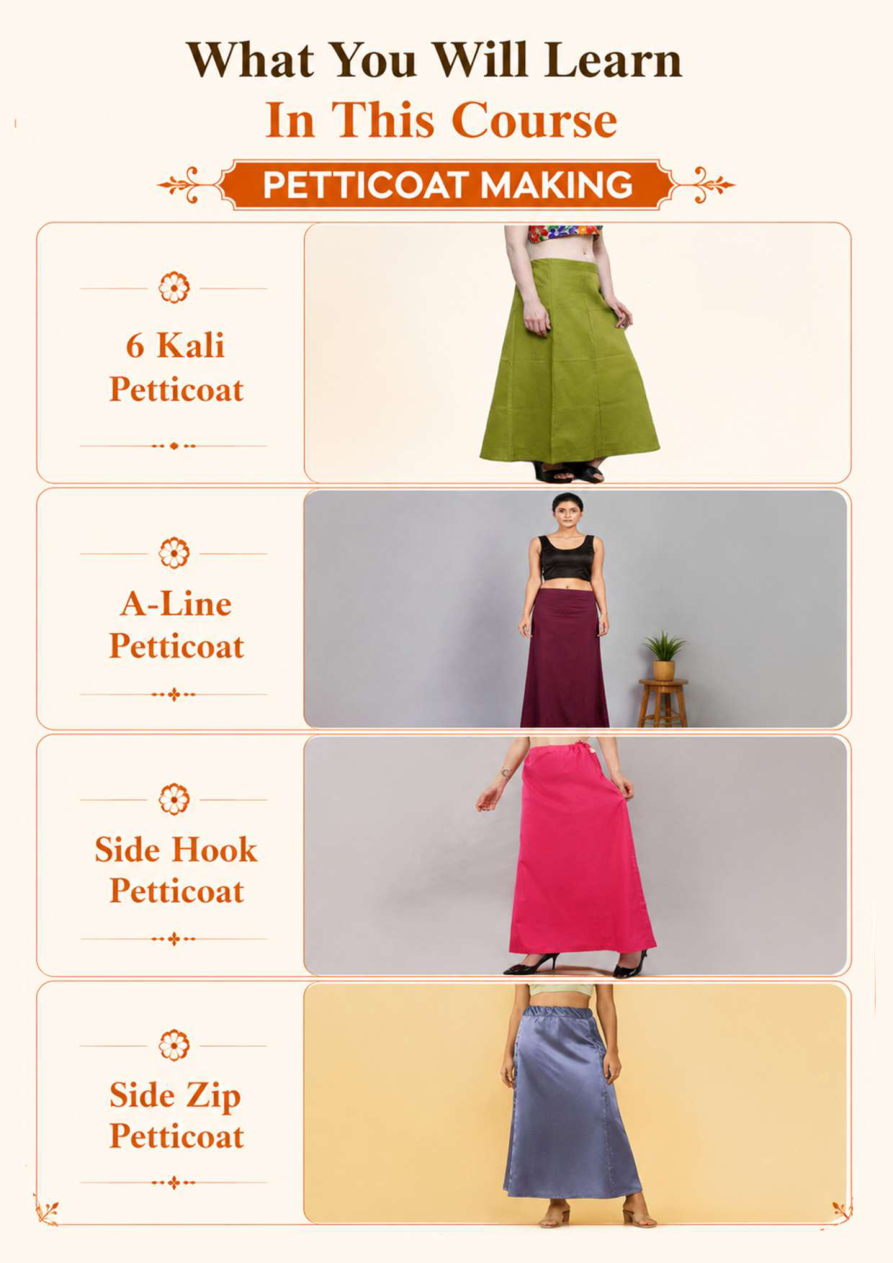 What You Will Learn
In This Course
PETTICOAT MAKING
6 Kali
Petticoat
A-Line
Petticoat
Side Hook
Petticoat
Side Zip
Petticoat